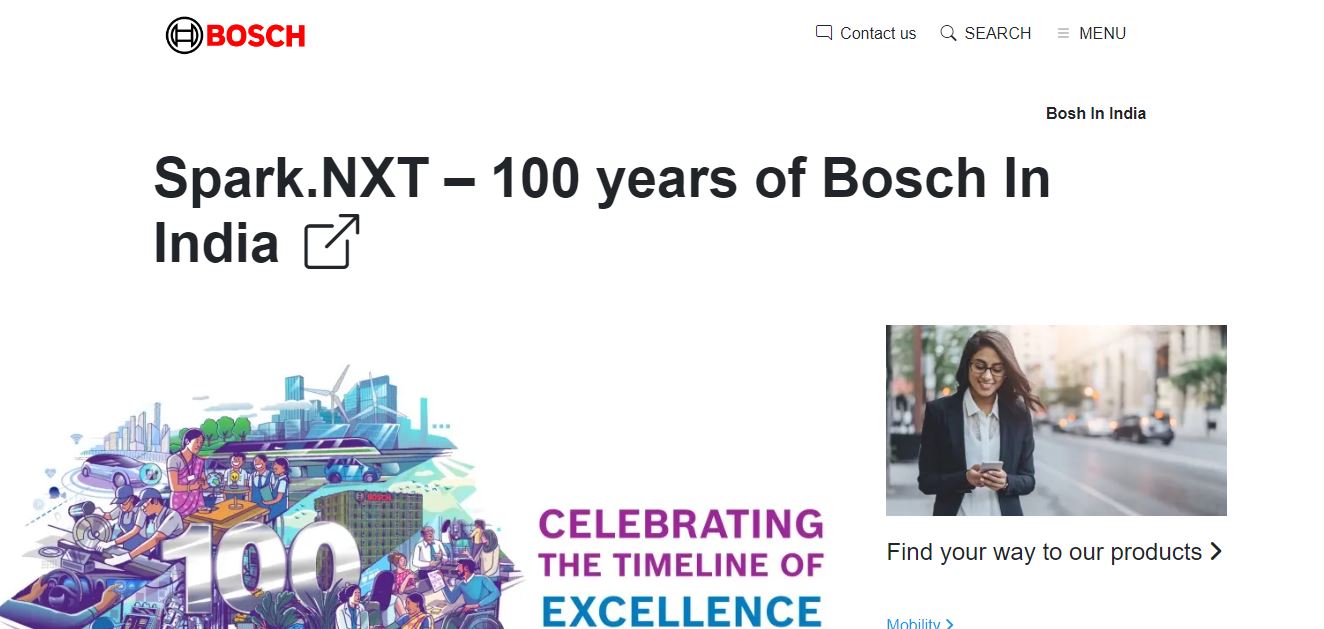 BOSCH
Contact us
SEARCH
MENU
Bosh In India
Spark.NXT – 100 years of Bosch In
India
BOSCH
100
CELEBRATING
THE TIMELINE OF
EXCELLENCE
Find your way to our products
Mobility